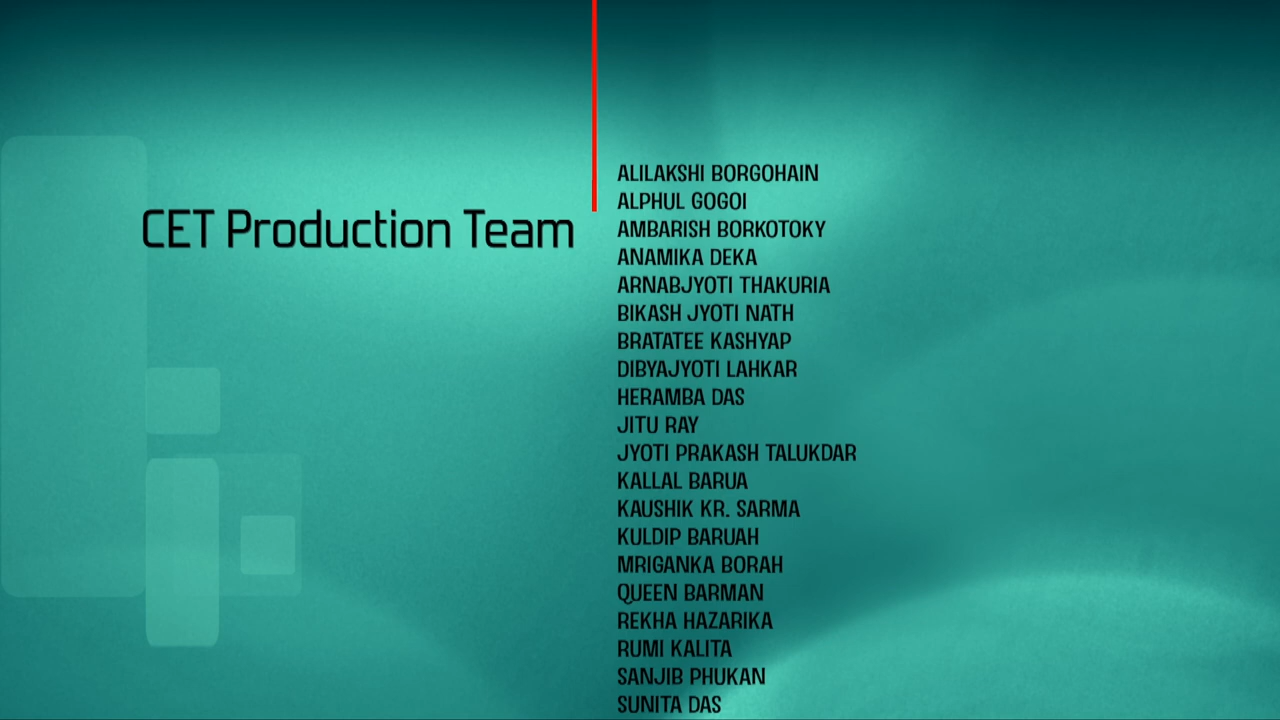 CET Production Team
ALILAKSHI BORGOHAIN
ALPHUL GOGOI
AMBARISH BORKOTOKY
ANAMIKA DEKA
ARNABJYOTI THAKURIA
BIKASH JYOTI NATH
BRATATEE KASHYAP
DIBYAJYOTI LAHKAR
HERAMBA DAS
JITU RAY
JYOTI PRAKASH TALUKDAR
KALLAL BARUA
KAUSHIK KR. SARMA
KULDIP BARUAH
MRIGANKA BORAH
QUEEN BARMAN
REKHA HAZARIKA
RUMI KALITA
SANJIB PHUKAN
SUNITA DAS